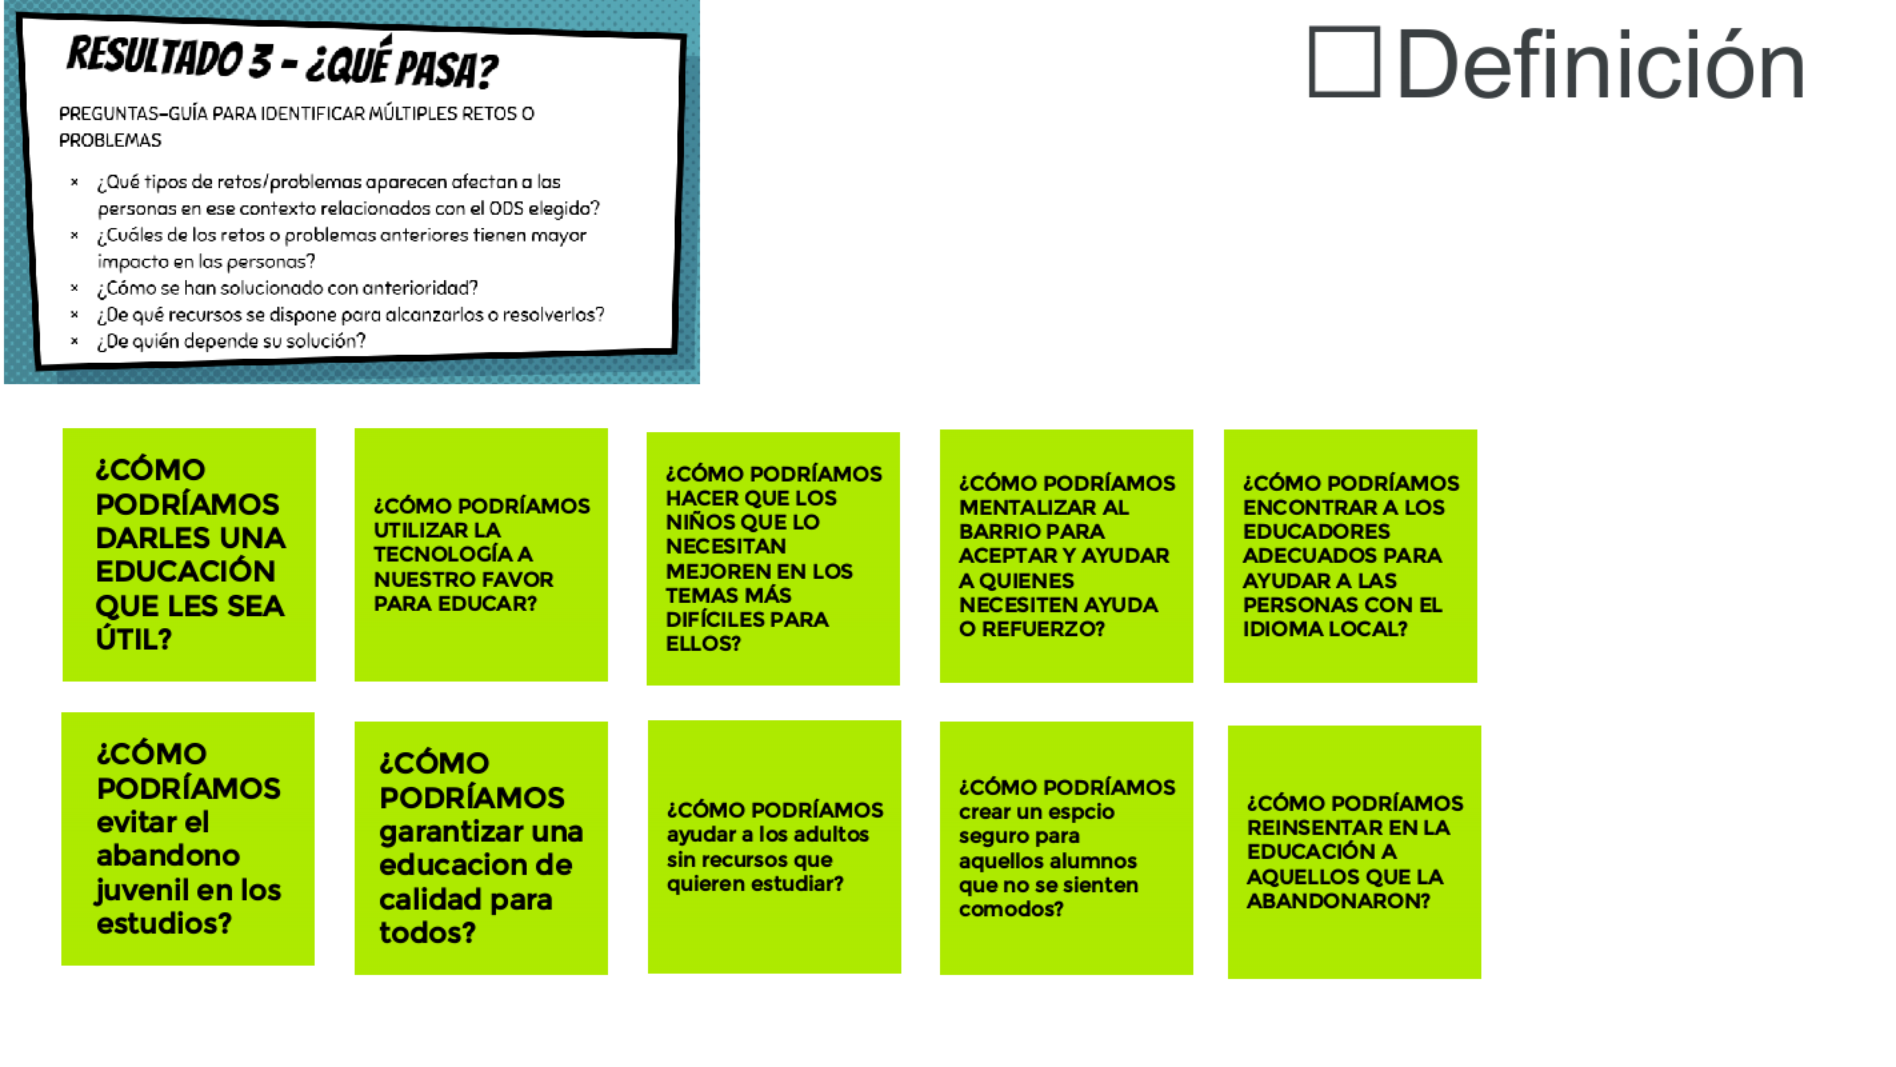 RESULTADO 3 - ¿QUÉ PASA?
PREGUNTAS-GUÍA PARA IDENTIFICAR MÚLTIPLES RETOS O
PROBLEMAS
× ¿Qué tipos de retos/problemas aparecen afectan a las
personas en ese contexto relacionados con el ODS elegido?
× ¿Cuáles de los retos o problemas anteriores tienen mayor
impacto en las personas?
× ¿Cómo se han solucionado con anterioridad?
× ¿De qué recursos se dispone para alcanzarlos o resolverlos?
× ¿De quién depende su solución?
☐Definición
¿CÓMO
PODRÍAMOS
DARLES UNA
EDUCACIÓN
QUE LES SEA
ÚTIL?
¿CÓMO PODRÍAMOS
UTILIZAR LA
TECNOLOGÍA A
NUESTRO FAVOR
PARA EDUCAR?
¿CÓMO PODRÍAMOS
HACER QUE LOS
NIÑOS QUE LO
NECESITAN
MEJOREN EN LOS
TEMAS MÁS
DIFÍCILES PARA
ELLOS?
¿CÓMO PODRÍAMOS
MENTALIZAR AL
BARRIO PARA
ACEPTAR Y AYUDAR
A QUIENES
NECESITEN AYUDA
O REFUERZO?
¿CÓMO PODRÍAMOS
ENCONTRAR A LOS
EDUCADORES
ADECUADOS PARA
AYUDAR A LAS
PERSONAS CON EL
IDIOMA LOCAL?
¿CÓMO
PODRÍAMOS
evitar el
abandono
juvenil en los
estudios?
¿CÓMO
PODRÍAMOS
garantizar una
educacion de
calidad para
todos?
¿CÓMO PODRÍAMOS
ayudar a los adultos
sin recursos que
quieren estudiar?
¿CÓMO PODRÍAMOS
crear un espcio
seguro para
aquellos alumnos
que no se sienten
comodos?
¿CÓMO PODRÍAMOS
REINSENTAR EN LA
EDUCACIÓN A
AQUELLOS QUE LA
ABANDONARON?